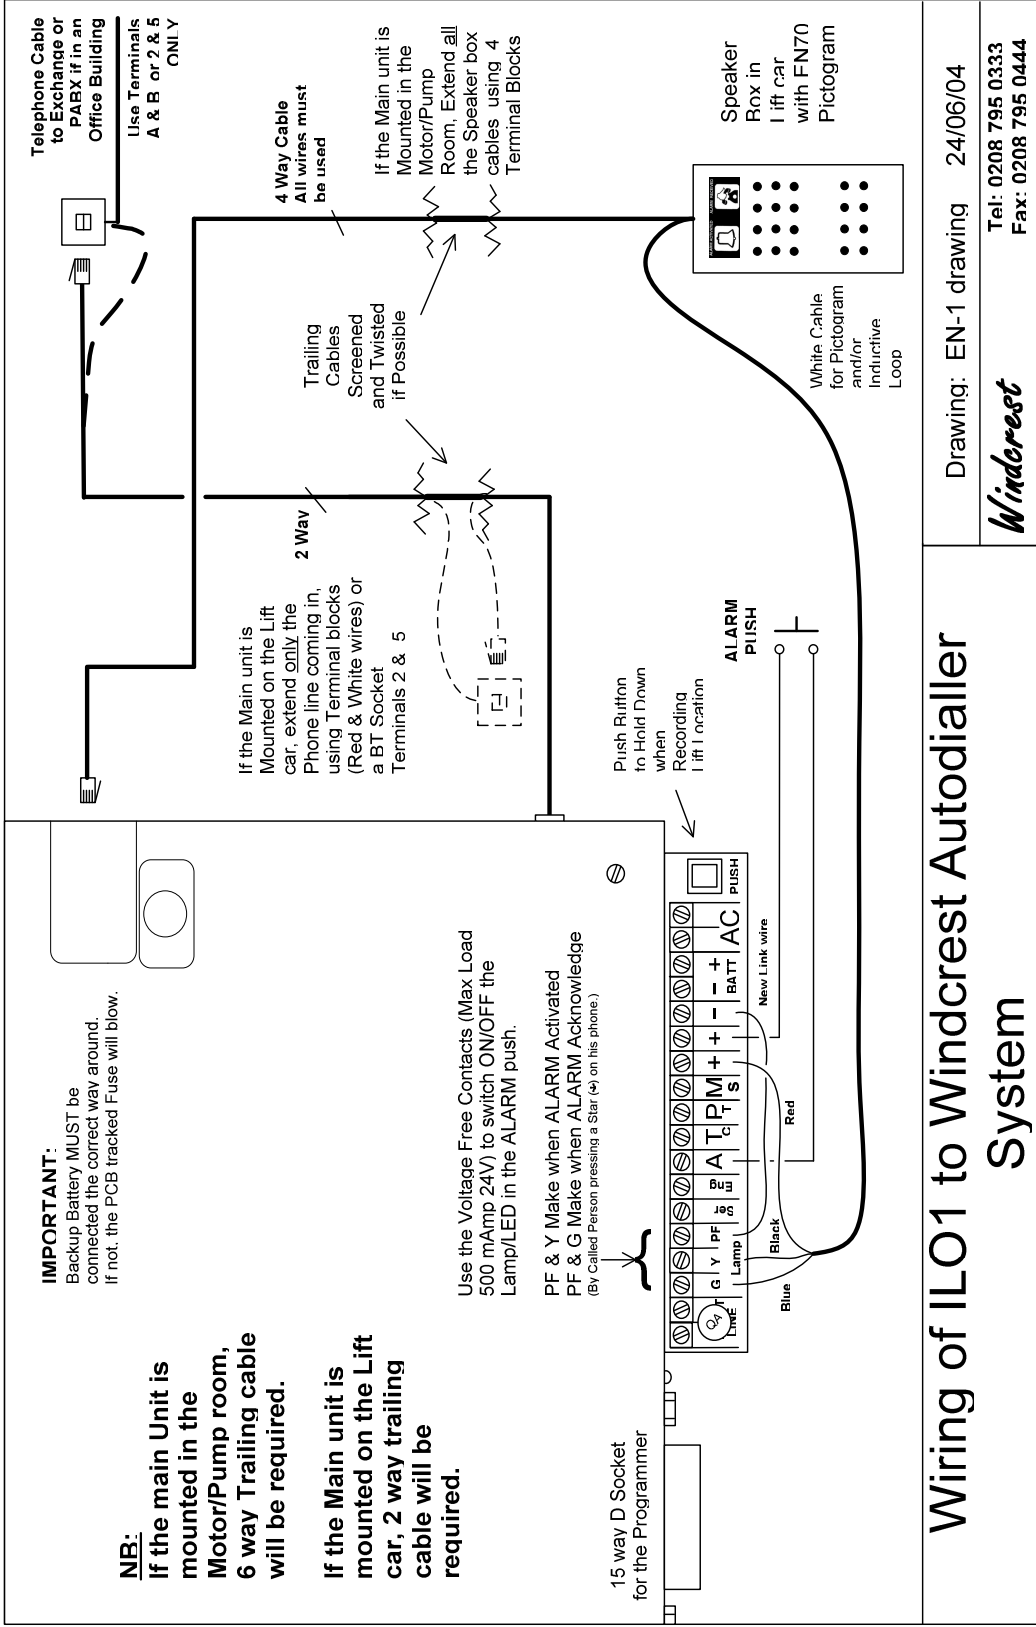 IMPORTANT:
Backup Battery MUST be
connected the correct way around.
If not, the PCB tracked Fuse will blow.
NB:
If the main Unit is
mounted in the
Motor/Pump room,
6 way Trailing cable
will be required.
If the Main unit is
mounted on the Lift
car, 2 way trailing
cable will be
required.
Telephone Cable
to Exchange or
PABX if in an
Office Building
Use Terminals
A & B or 2 & 5
ONLY
4 Way Cable
All wires must
be used
If the Main unit is
Mounted in the
Motor/Pump
Room, Extend all
the Speaker box
cables using 4
Terminal Blocks
Trailing
Cables
Screened
and Twisted
if Possible
2 Way
If the Main unit is
Mounted on the Lift
car, extend only the
Phone line coming in,
using Terminal blocks
(Red & White wires) or
a BT Socket
Terminals 2 & 5
Speaker
Box in
Lift car
with EN70
Pictogram
White Cable
for Pictogram
and/or
Inductive
Loop
Use the Voltage Free Contacts (Max Load
500 mAmp 24V) to switch ON/OFF the
Lamp/LED in the ALARM push.
PF & Y Make when ALARM Activated
PF & G Make when ALARM Acknowledge
(By Called Person pressing a Star (*) on his phone.)
15 way D Socket
for the Programmer
Push Button
to Hold Down
when
Recording
Lift Location
ALARM
PUSH
LINE T G Y PF Ger Eng A T P M + + - - + AC
QA
Lamp
C T S
BATT
PUSH
New Link wire
Red
Black
Blue
Wiring of ILO1 to Windcrest Autodialler
System
Drawing: EN-1 drawing 24/06/04
Windcrest
Tel: 0208 795 0333
Fax: 0208 795 0444